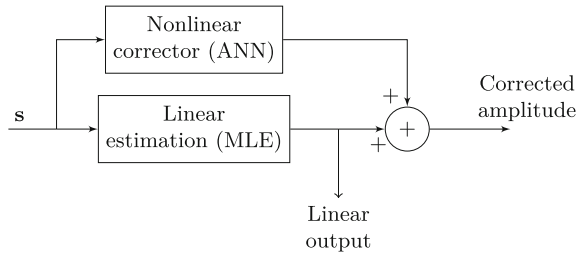 Nonlinear
corrector (ANN)
s
Linear
estimation (MLE)
+
+
+
Corrected
amplitude
Linear
output